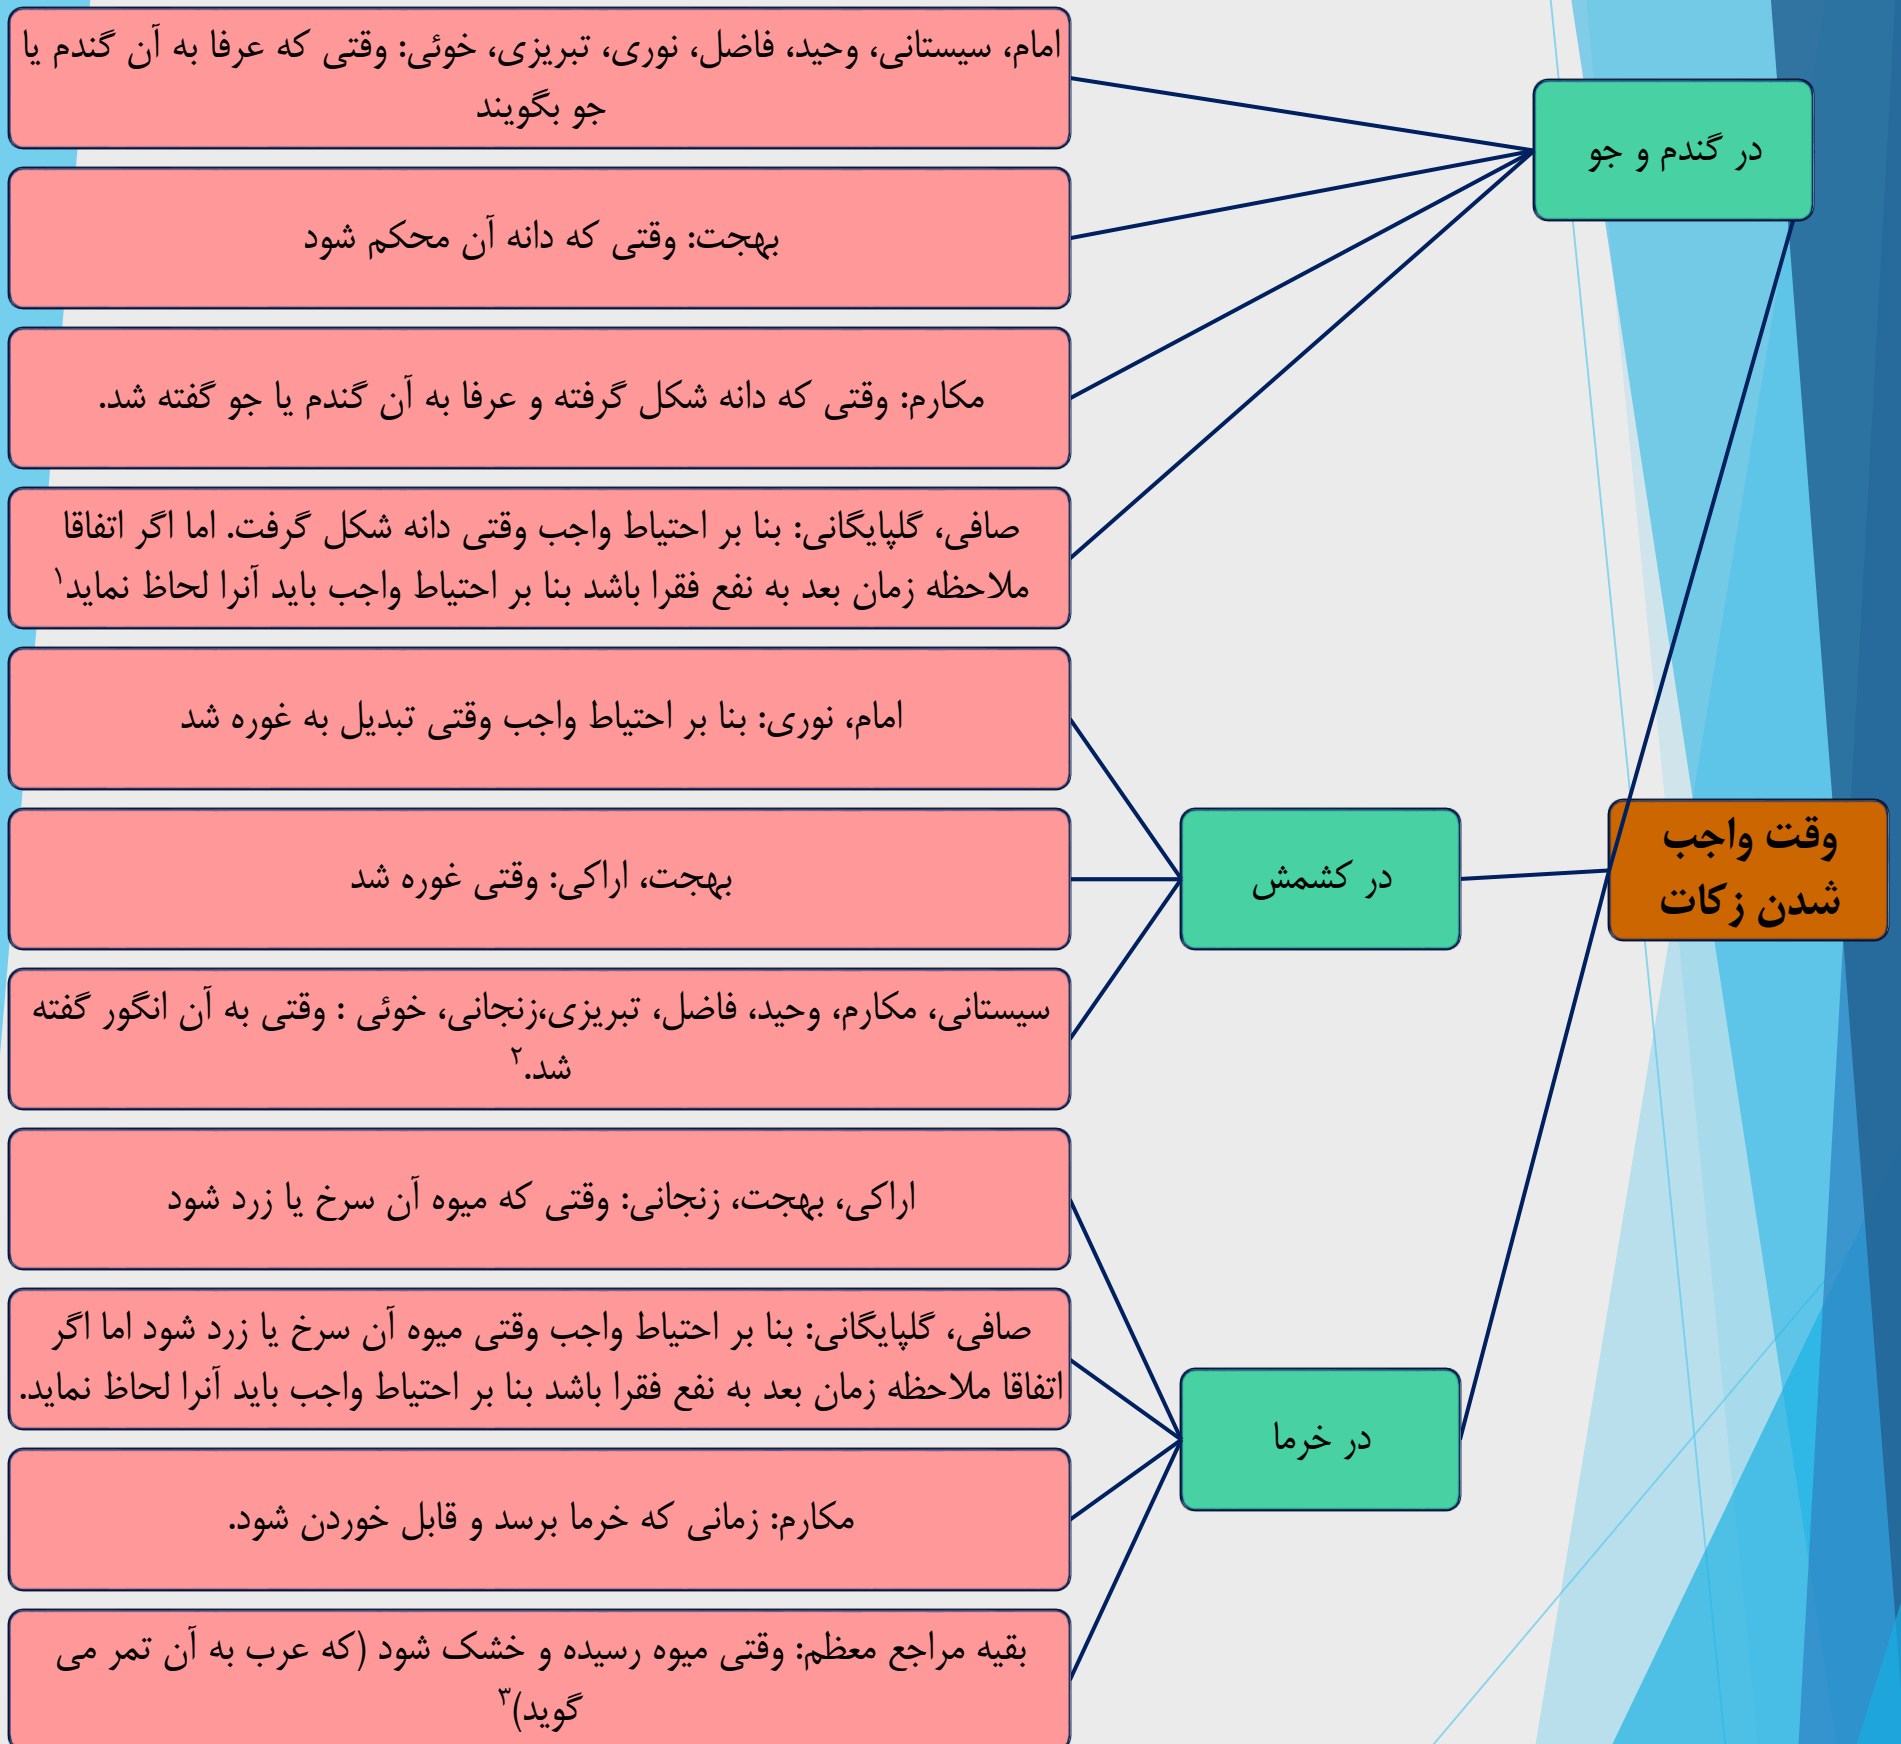 وقت واجب
شدن زکات
در گندم و جو
امام، سیستانی، وحید، فاضل، نوری، تبریزی، خوئی: وقتی که عرفا به آن گندم یا
جو بگویند
بهجت: وقتی که دانه آن محکم شود
مکارم: وقتی که دانه شکل گرفته و عرفا به آن گندم یا جو گفته شد.
صافی، گلپایگانی: بنا بر احتیاط واجب وقتی دانه شکل گرفت. اما اگر اتفاقا
ملاحظه زمان بعد به نفع فقرا باشد بنا بر احتیاط واجب باید آنرا لحاظ نماید۱
در کشمش
امام، نوری: بنا بر احتیاط واجب وقتی تبدیل به غوره شد
بهجت، اراکی: وقتی غوره شد
سیستانی، مکارم، وحید، فاضل، تبریزی،زنجانی، خوئی : وقتی به آن انگور گفته
شد.۲
در خرما
اراکی، بهجت، زنجانی: وقتی که میوه آن سرخ یا زرد شود
صافی، گلپایگانی: بنا بر احتیاط واجب وقتی میوه آن سرخ یا زرد شود اما اگر
اتفاقا ملاحظه زمان بعد به نفع فقرا باشد بنا بر احتیاط واجب باید آنرا لحاظ نماید.
مکارم: زمانی که خرما برسد و قابل خوردن شود.
بقیه مراجع معظم: وقتی میوه رسیده و خشک شود (که عرب به آن تمر می
گوید)۳